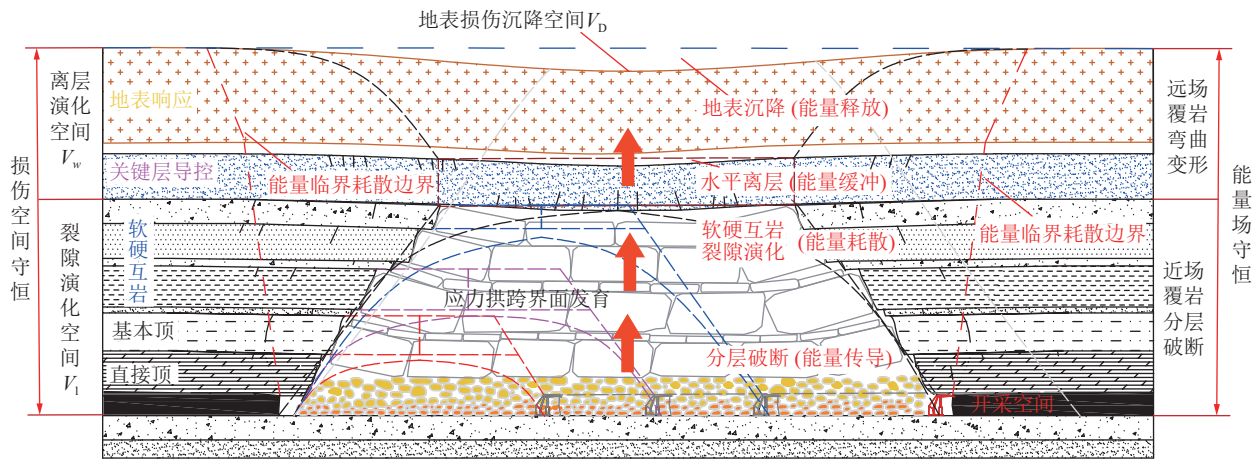 地表损伤沉降空间V_D
损伤空间守恒
离层
演化
空间
V_w
裂隙演化空间
V_1
地表响应
关键层导控
软硬互岩
基本顶
直接顶
地表沉降 (能量释放)
能量临界耗散边界
水平离层 (能量缓冲)
软硬互岩
裂隙演化
(能量耗散)
能量临界耗散边界
应力拱跨界面发育
分层破断 (能量传导)
开采空间
远场
覆岩
弯曲
变形
近场
覆岩
分层
破断
能量场守恒